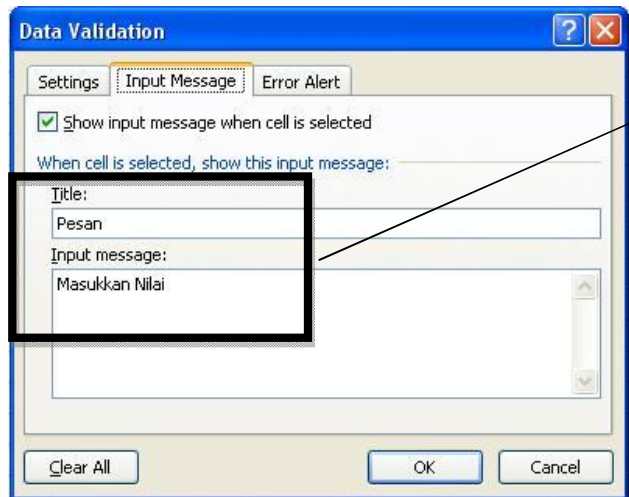 Data Validation
Settings Input Message Error Alert
Show input message when cell is selected
When cell is selected, show this input message:
Title:
Pesan
Input message:
Masukkan Nilai
Clear All OK Cancel